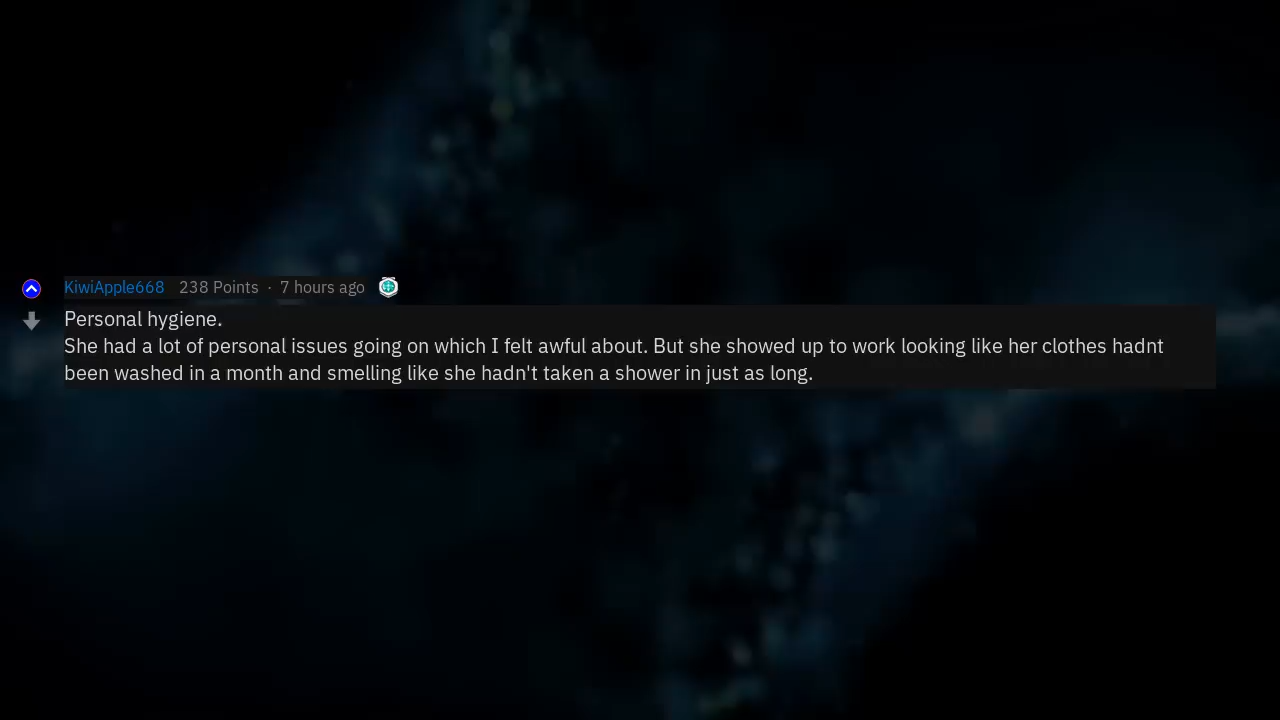 KiwiApple668 238 Points · 7 hours ago
Personal hygiene.
She had a lot of personal issues going on which I felt awful about. But she showed up to work looking like her clothes hadnt
been washed in a month and smelling like she hadn't taken a shower in just as long.